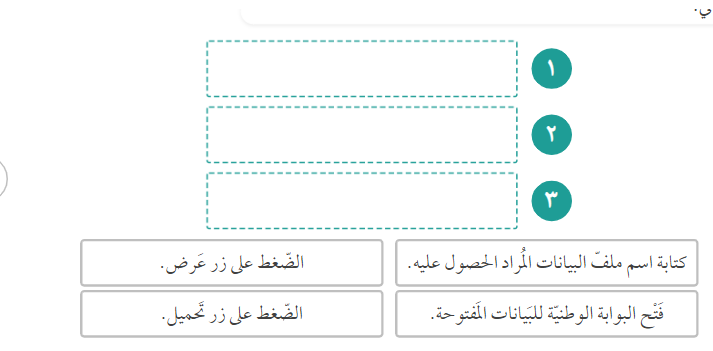 ي.
١
٢
٣
كتابة اسم ملفّ البيانات المُراد الحصول عليه.
الضّغط على زر عَرض.
فَتْح البوابة الوطنيّة للبَيانات المَفتوحة.
الضّغط على زر تَحميل.